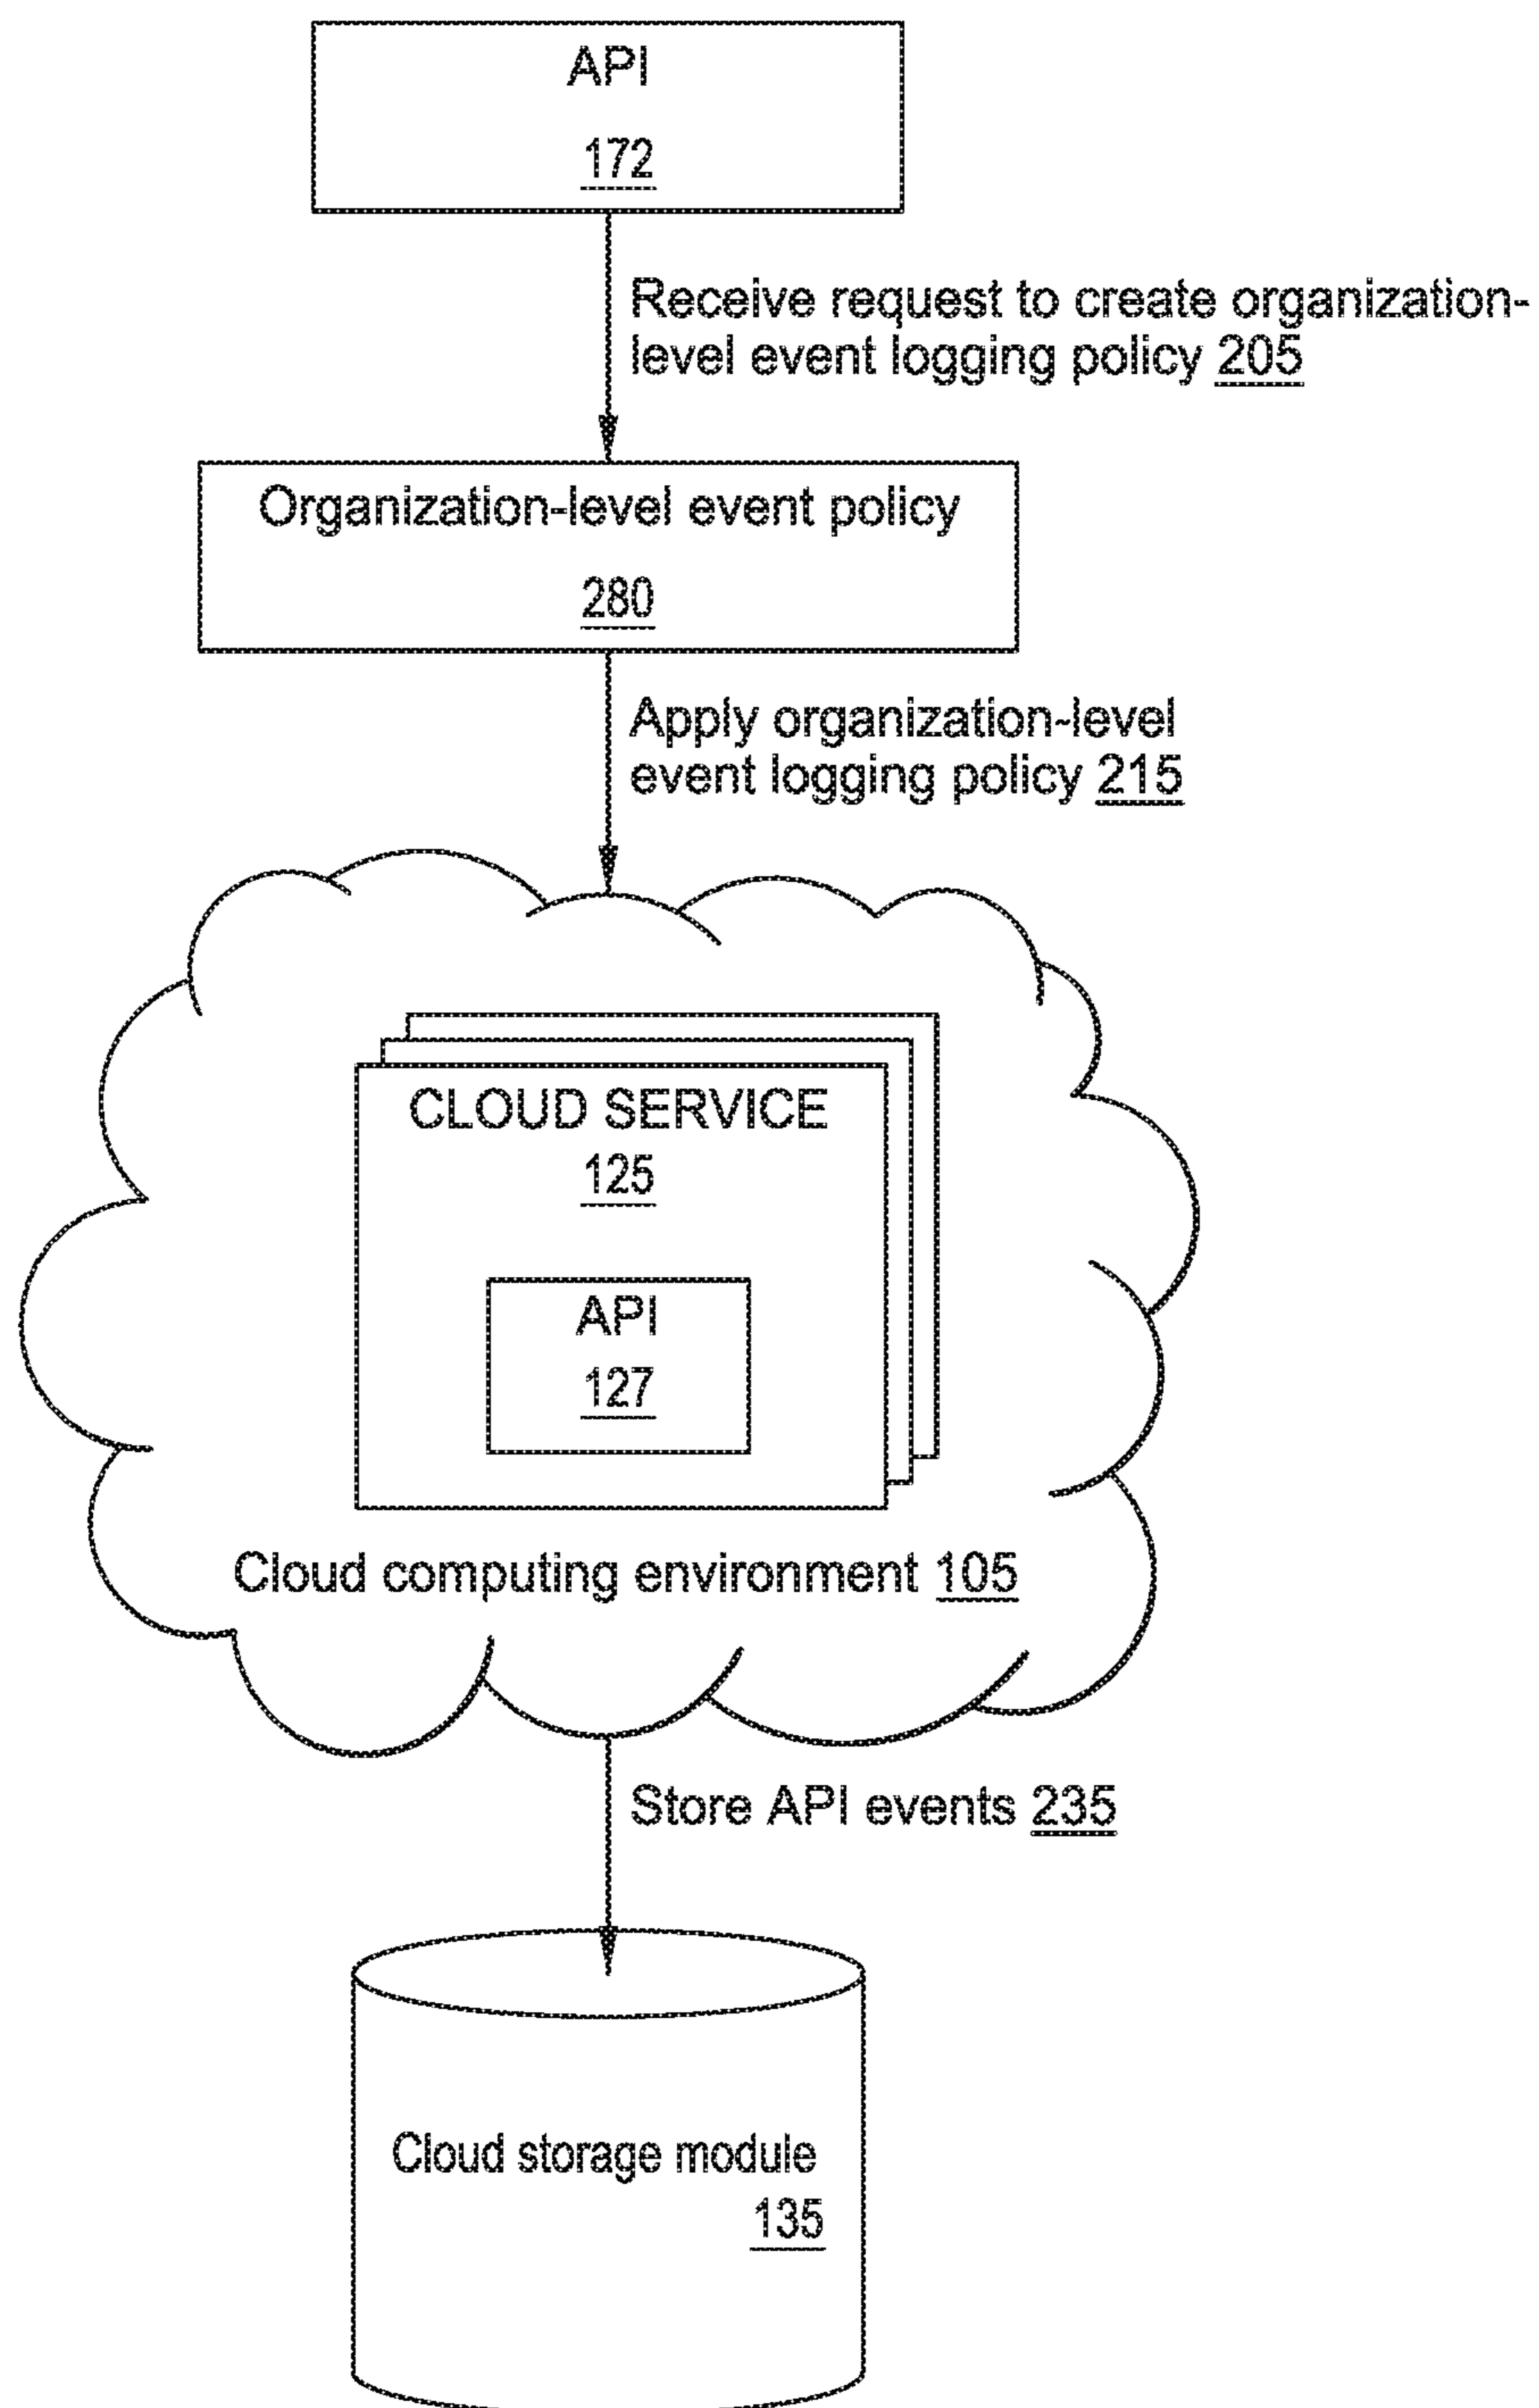 API
172
Receive request to create organization-
level event logging policy 205
Organization-level event policy
280
Apply organization-level
event logging policy 215
CLOUD SERVICE
125
API
127
Cloud computing environment 105
Store API events 235
Cloud storage module
135